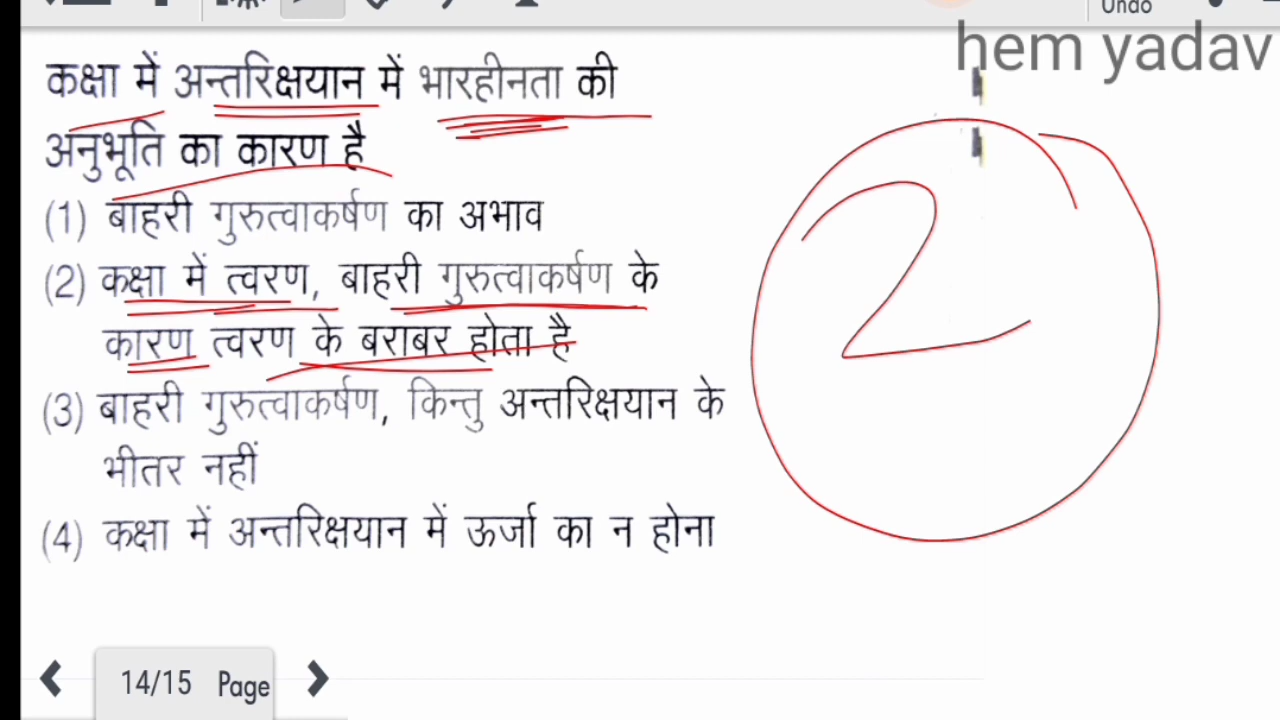 Undo
hem yadav
कक्षा में अन्तरिक्षयान में भारहीनता की
अनुभूति का कारण है
(1) बाहरी गुरुत्वाकर्षण का अभाव
(2) कक्षा में त्वरण, बाहरी गुरुत्वाकर्षण के
कारण त्वरण के बराबर होता है
(3) बाहरी गुरुत्वाकर्षण, किन्तु अन्तरिक्षयान के
भीतर नहीं
(4) कक्षा में अन्तरिक्षयान में ऊर्जा का न होना
2
14/15 Page